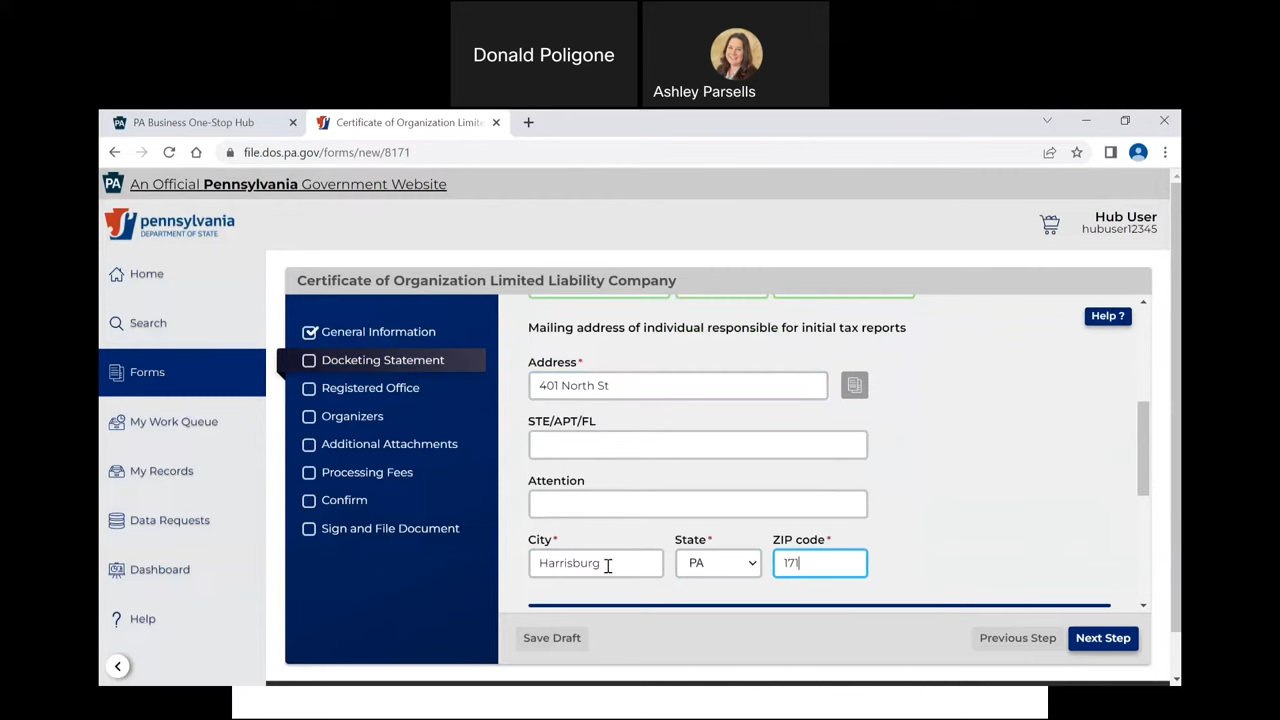 Donald Poligone
Ashley Parsells
PA Business One-Stop Hub
Certificate of Organization Limite
file.dos.pa.gov/forms/new/8171
PA An Official Pennsylvania Government Website
pennsylvania
DEPARTMENT OF STATE
Hub User
hubuser12345
Home
Search
Forms
My Work Queue
My Records
Data Requests
Dashboard
Help
Certificate of Organization Limited Liability Company
General Information
Docketing Statement
Registered Office
Organizers
Additional Attachments
Processing Fees
Confirm
Sign and File Document
Help ?
Mailing address of individual responsible for initial tax reports
Address*
401 North St
STE/APT/FL
Attention
City* State* ZIP code*
Harrisburg PA 171
Save Draft Previous Step Next Step